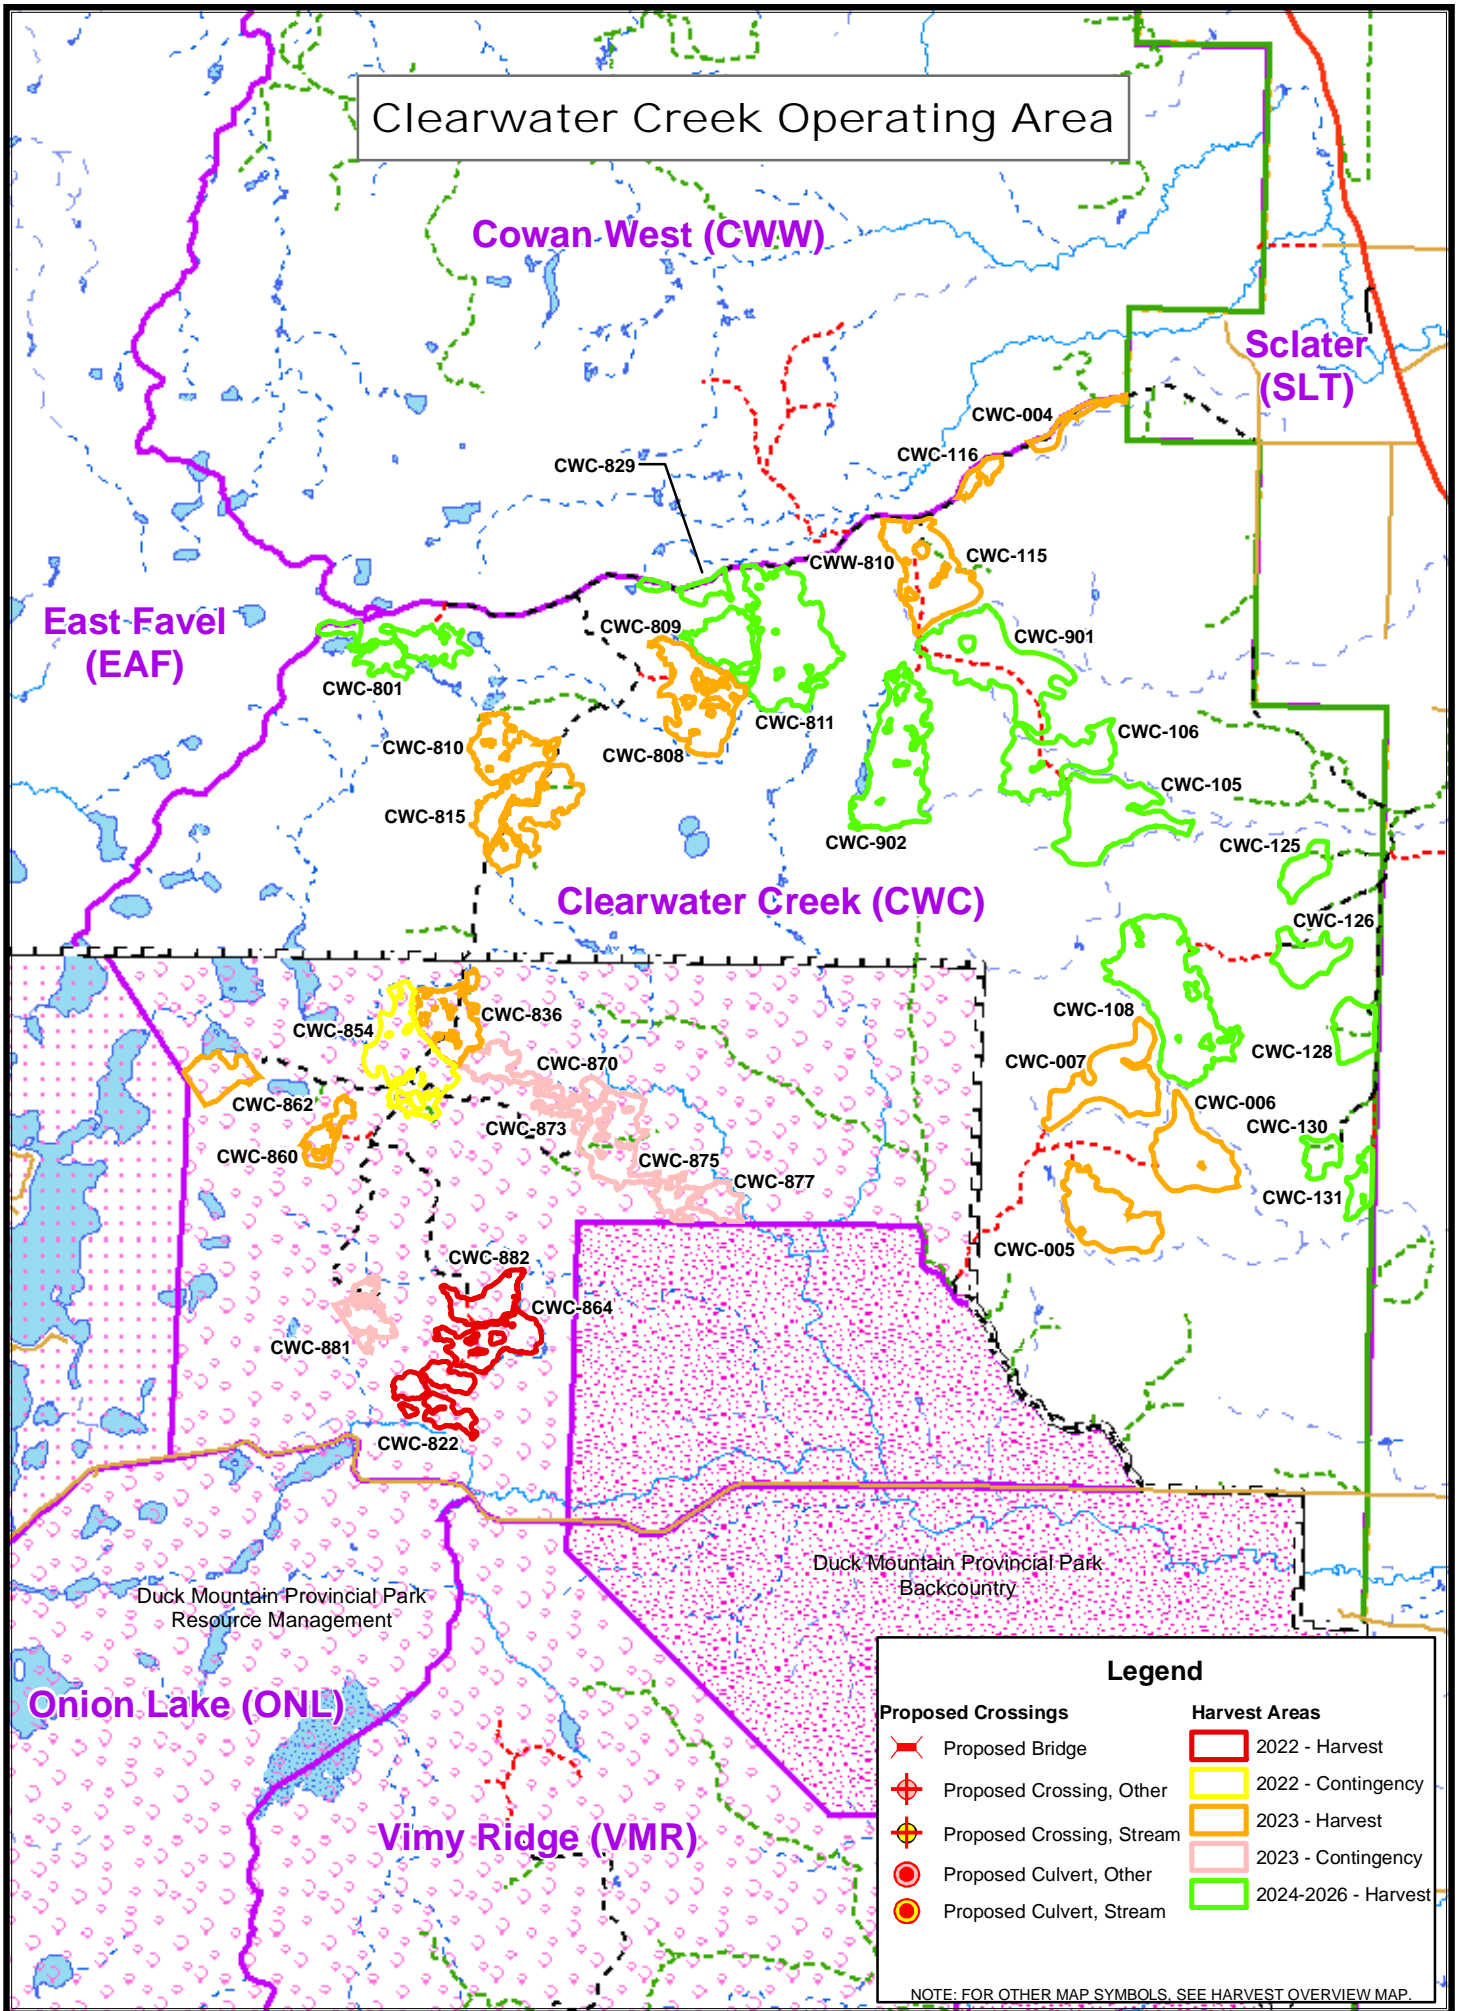 Clearwater Creek Operating Area
Cowan West (CWW)
Sclater
(SLT)
CWC-004
CWC-116
CWC-829
CWW-810
CWC-115
East Favel
(EAF)
CWC-809
CWC-901
CWC-801
CWC-811
CWC-810
CWC-808
CWC-106
CWC-105
CWC-815
CWC-902
CWC-125
Clearwater Creek (CWC)
CWC-126
CWC-836
CWC-854
CWC-108
CWC-128
CWC-007
CWC-870
CWC-862
CWC-006
CWC-873
CWC-130
CWC-860
CWC-875
CWC-877
CWC-131
CWC-005
CWC-882
CWC-864
CWC-881
CWC-822
Duck Mountain Provincial Park
Backcountry
Duck Mountain Provincial Park
Resource Management
Onion Lake (ONL)
Vimy Ridge (VMR)
Legend
Proposed Crossings
Proposed Bridge
Proposed Crossing, Other
Proposed Crossing, Stream
Proposed Culvert, Other
Proposed Culvert, Stream
Harvest Areas
2022 - Harvest
2022 - Contingency
2023 - Harvest
2023 - Contingency
2024-2026 - Harvest
NOTE: FOR OTHER MAP SYMBOLS, SEE HARVEST OVERVIEW MAP.